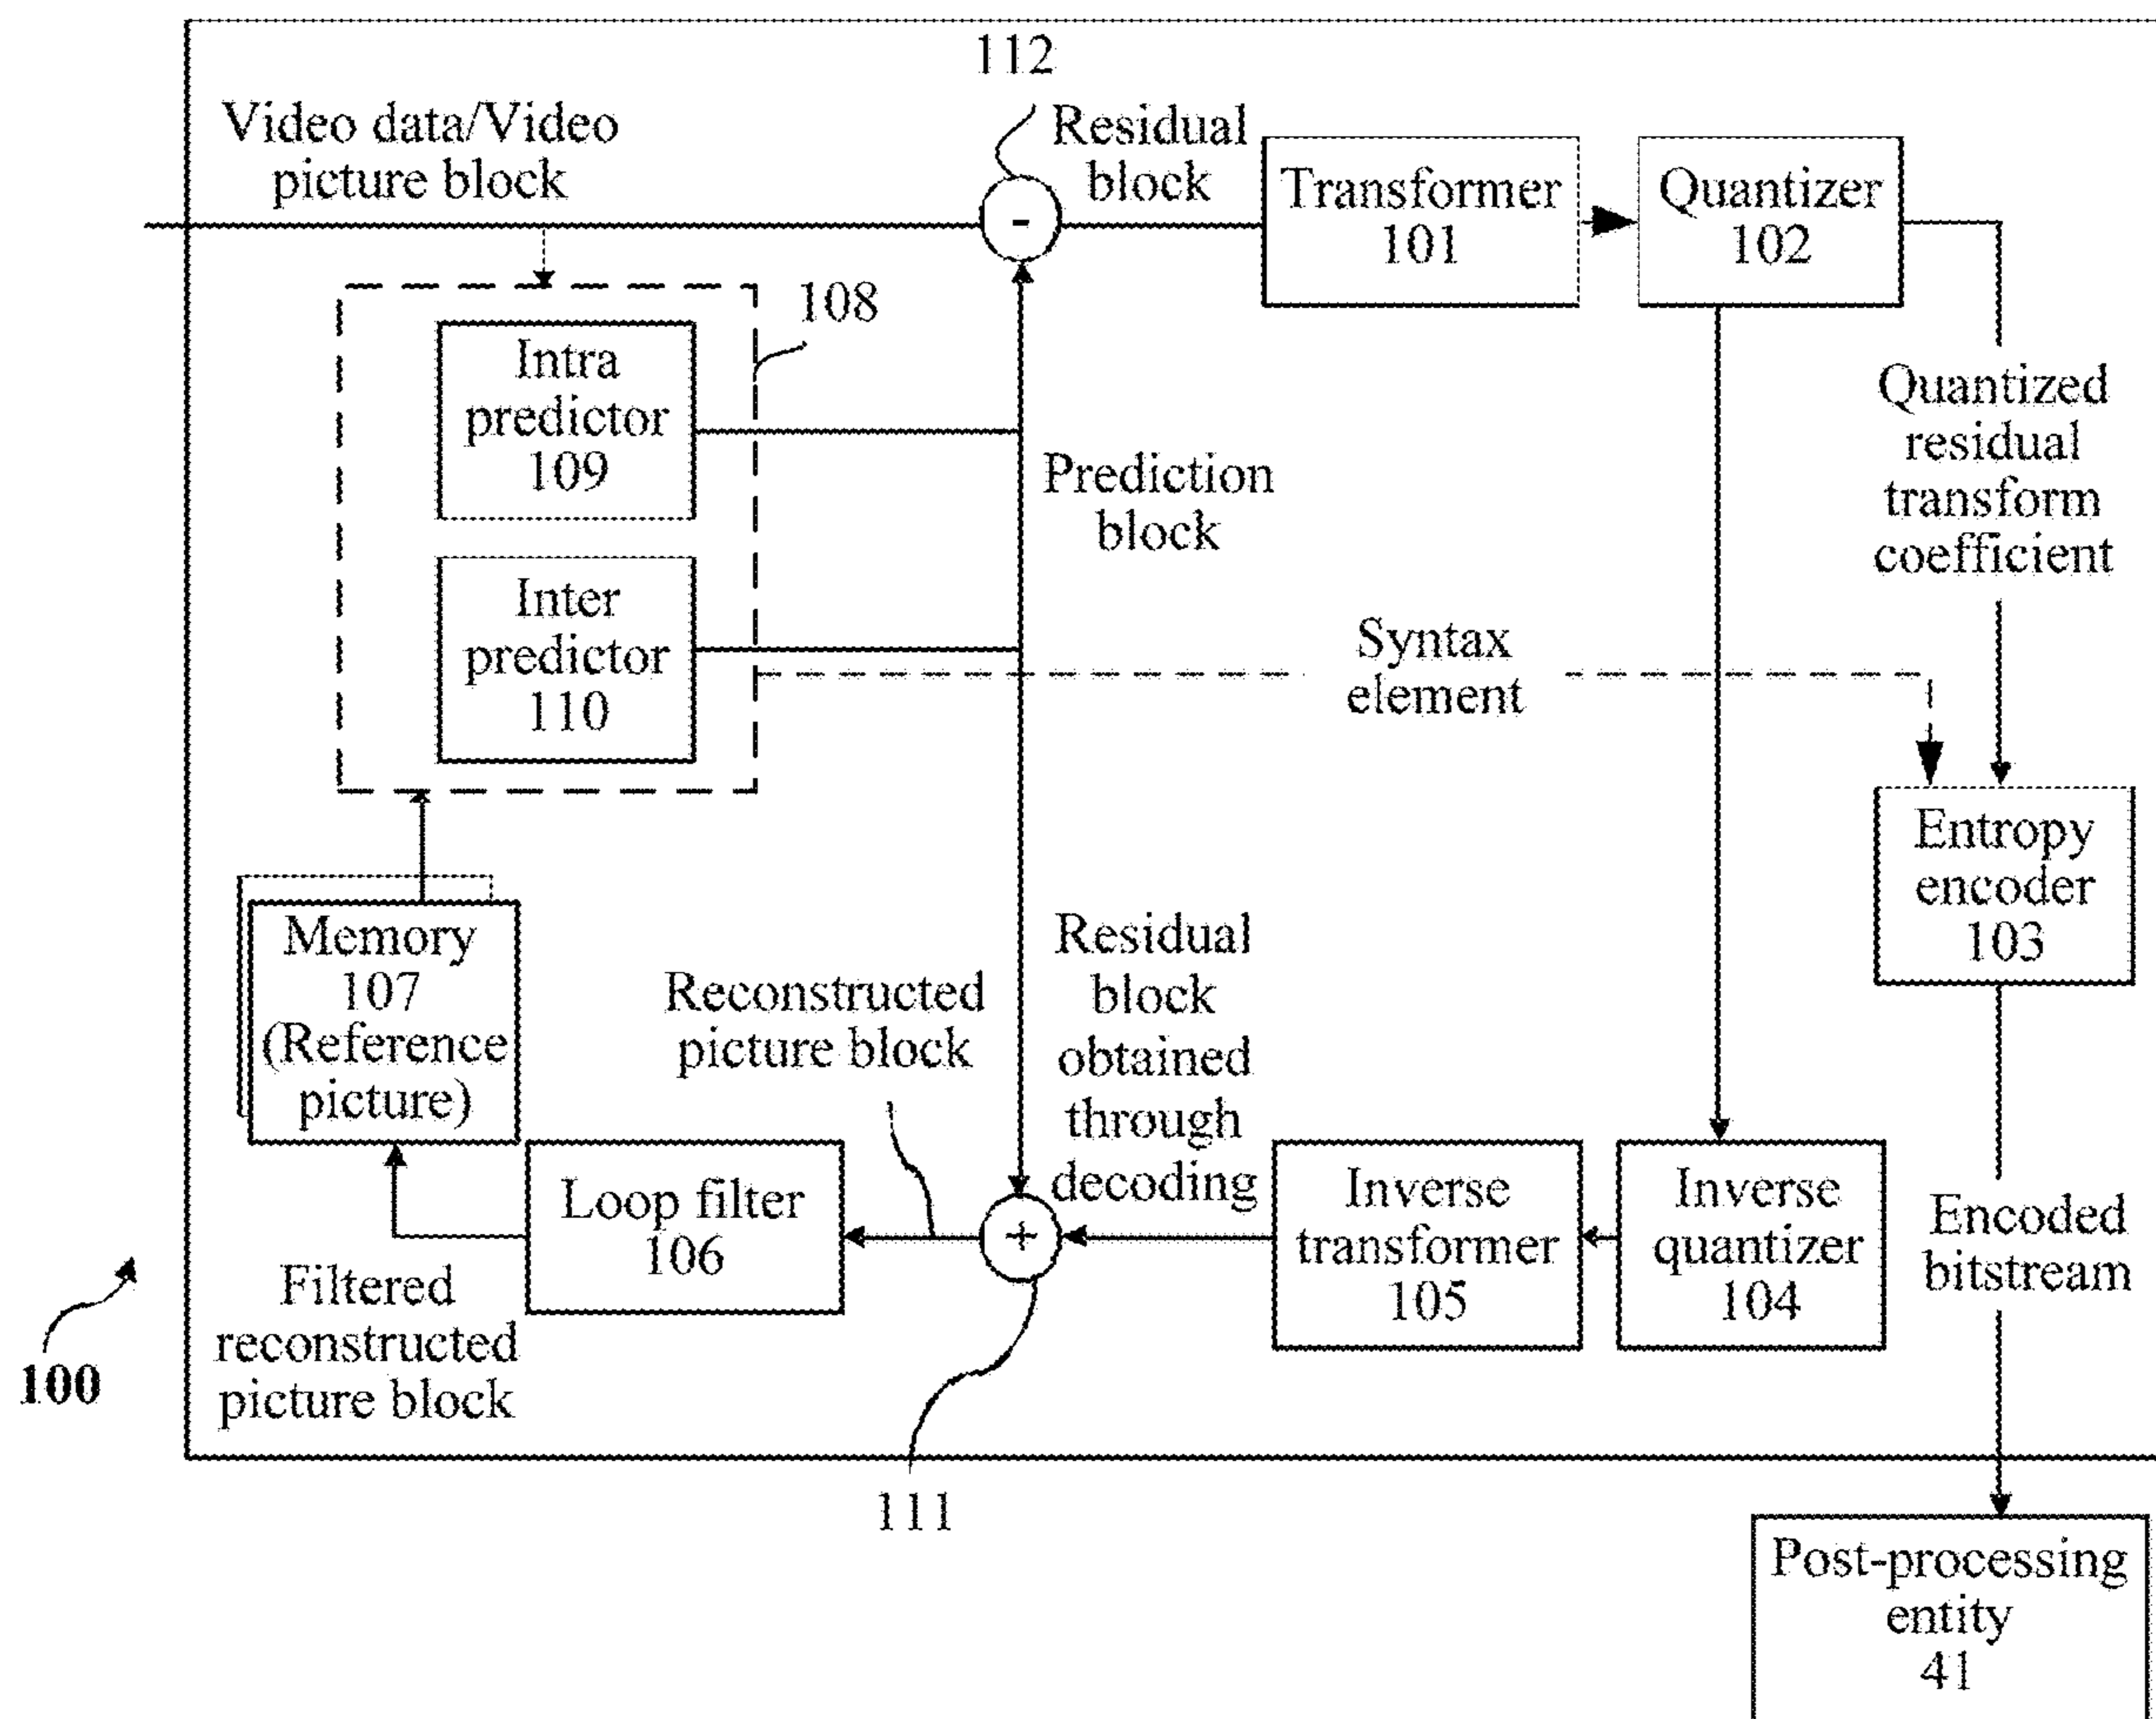 112
Video data/Video
picture block
Residual
block
Transformer
101
Quantizer
102
-
108
Intra
predictor
109
Prediction
block
Quantized
residual
transform
coefficient
Inter
predictor
110
Syntax
element
Entropy
encoder
103
Memory
107
(Reference
picture)
Reconstructed
picture block
Residual
block
obtained
through
decoding
Loop filter
106
+
Inverse
transformer
105
Inverse
quantizer
104
Encoded
bitstream
Filtered
reconstructed
picture block
100
111
Post-processing
entity
41